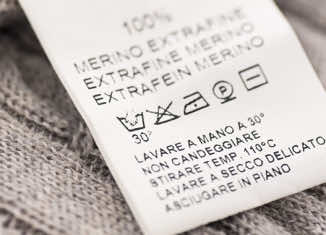 100%
MERINO EXTRAFINE
EXTRAFINE MERINO
EXTRAFEIN MERINO
30°
P
LAVARE A MANO A 30°
NON CANDEGGIARE
STIRARE TEMP. 110°C
LAVARE A SECCO DELICATO
ASCIUGARE IN PIANO